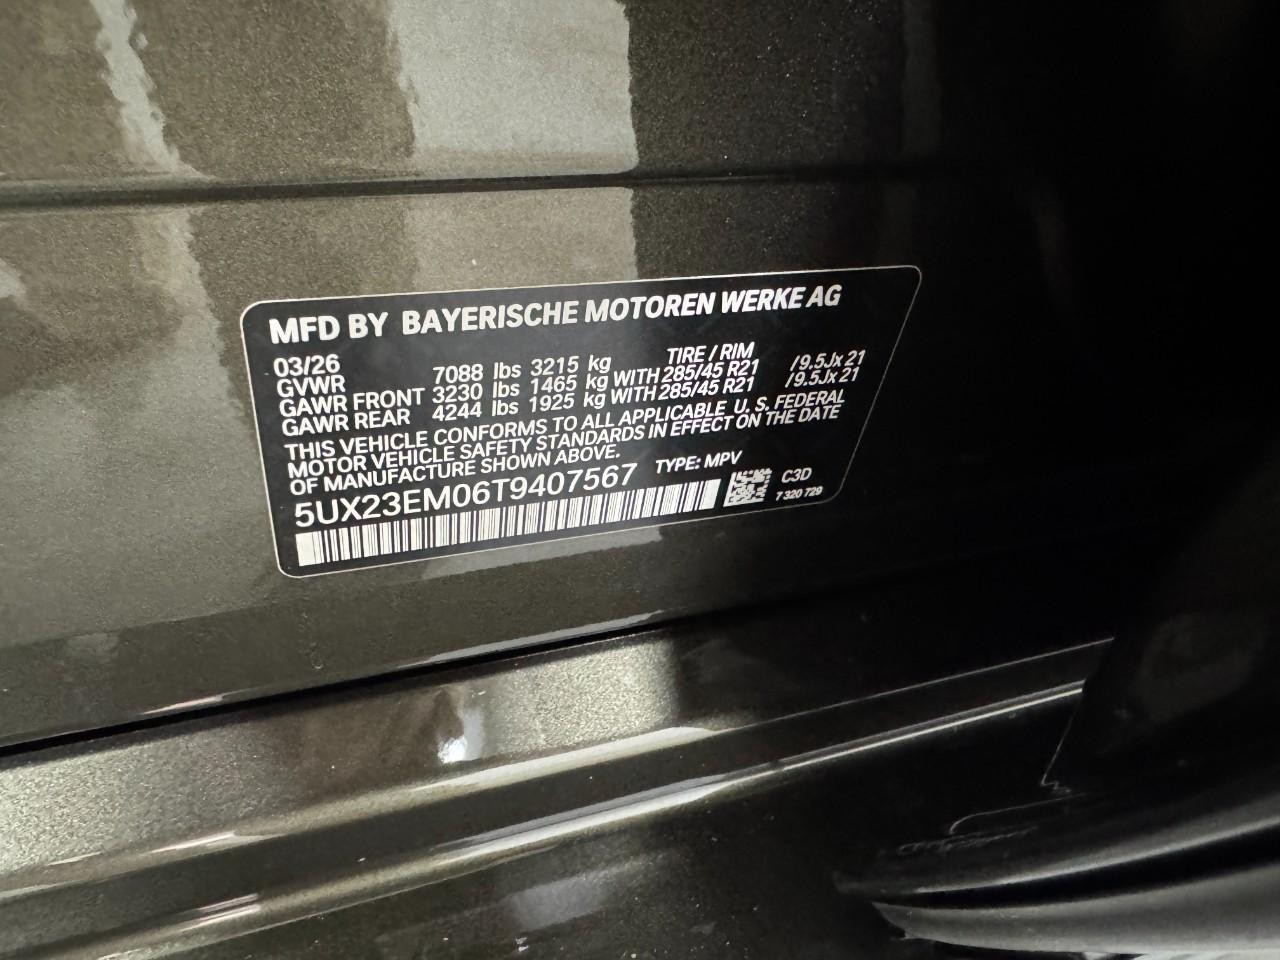 MFD BY BAYERISCHE MOTOREN WERKE AG
03/26 TIRE / RIM
GVWR 7088 lbs 3215 kg
GAWR FRONT 3230 lbs 1465 kg WITH 285/45 R21 /9.5Jx21
GAWR REAR 4244 lbs 1925 kg WITH 285/45 R21 /9.5Jx21
THIS VEHICLE CONFORMS TO ALL APPLICABLE U. S. FEDERAL
MOTOR VEHICLE SAFETY STANDARDS IN EFFECT ON THE DATE
OF MANUFACTURE SHOWN ABOVE.
5UX23EM06T9407567 TYPE: MPV
C3D
7 320 729